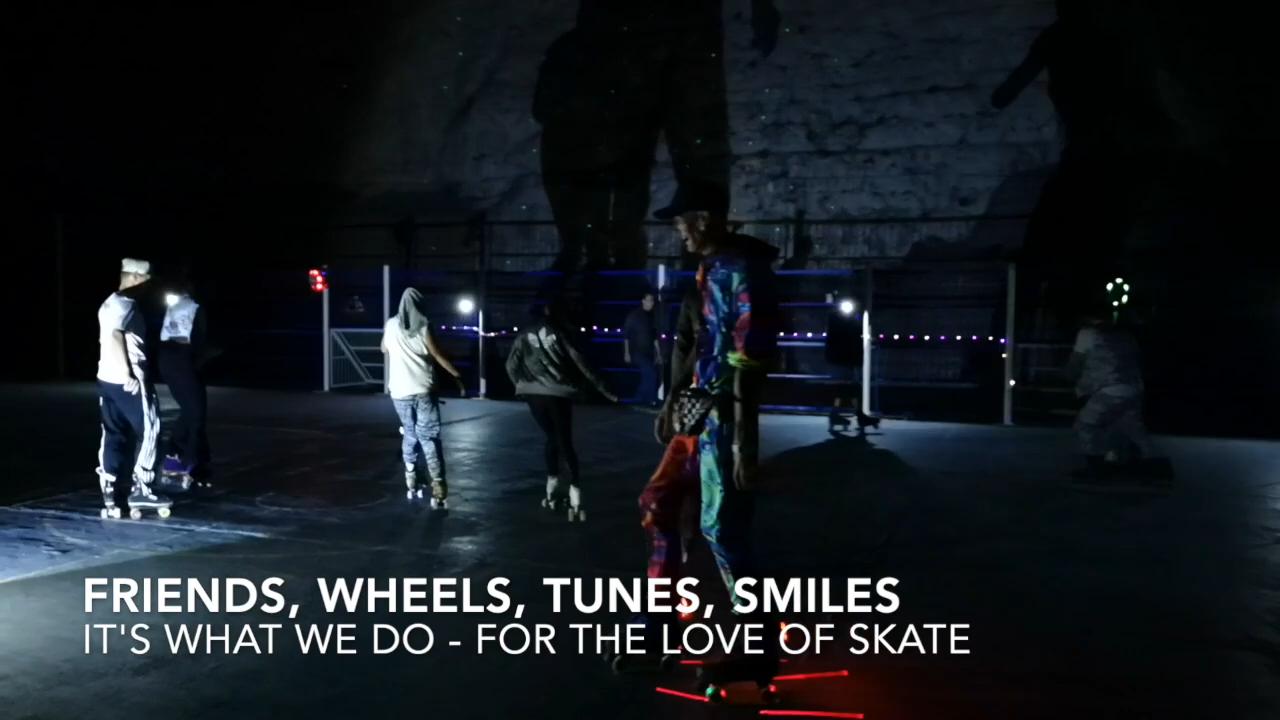 FRIENDS, WHEELS, TUNES, SMILES
IT'S WHAT WE DO - FOR THE LOVE OF SKATE